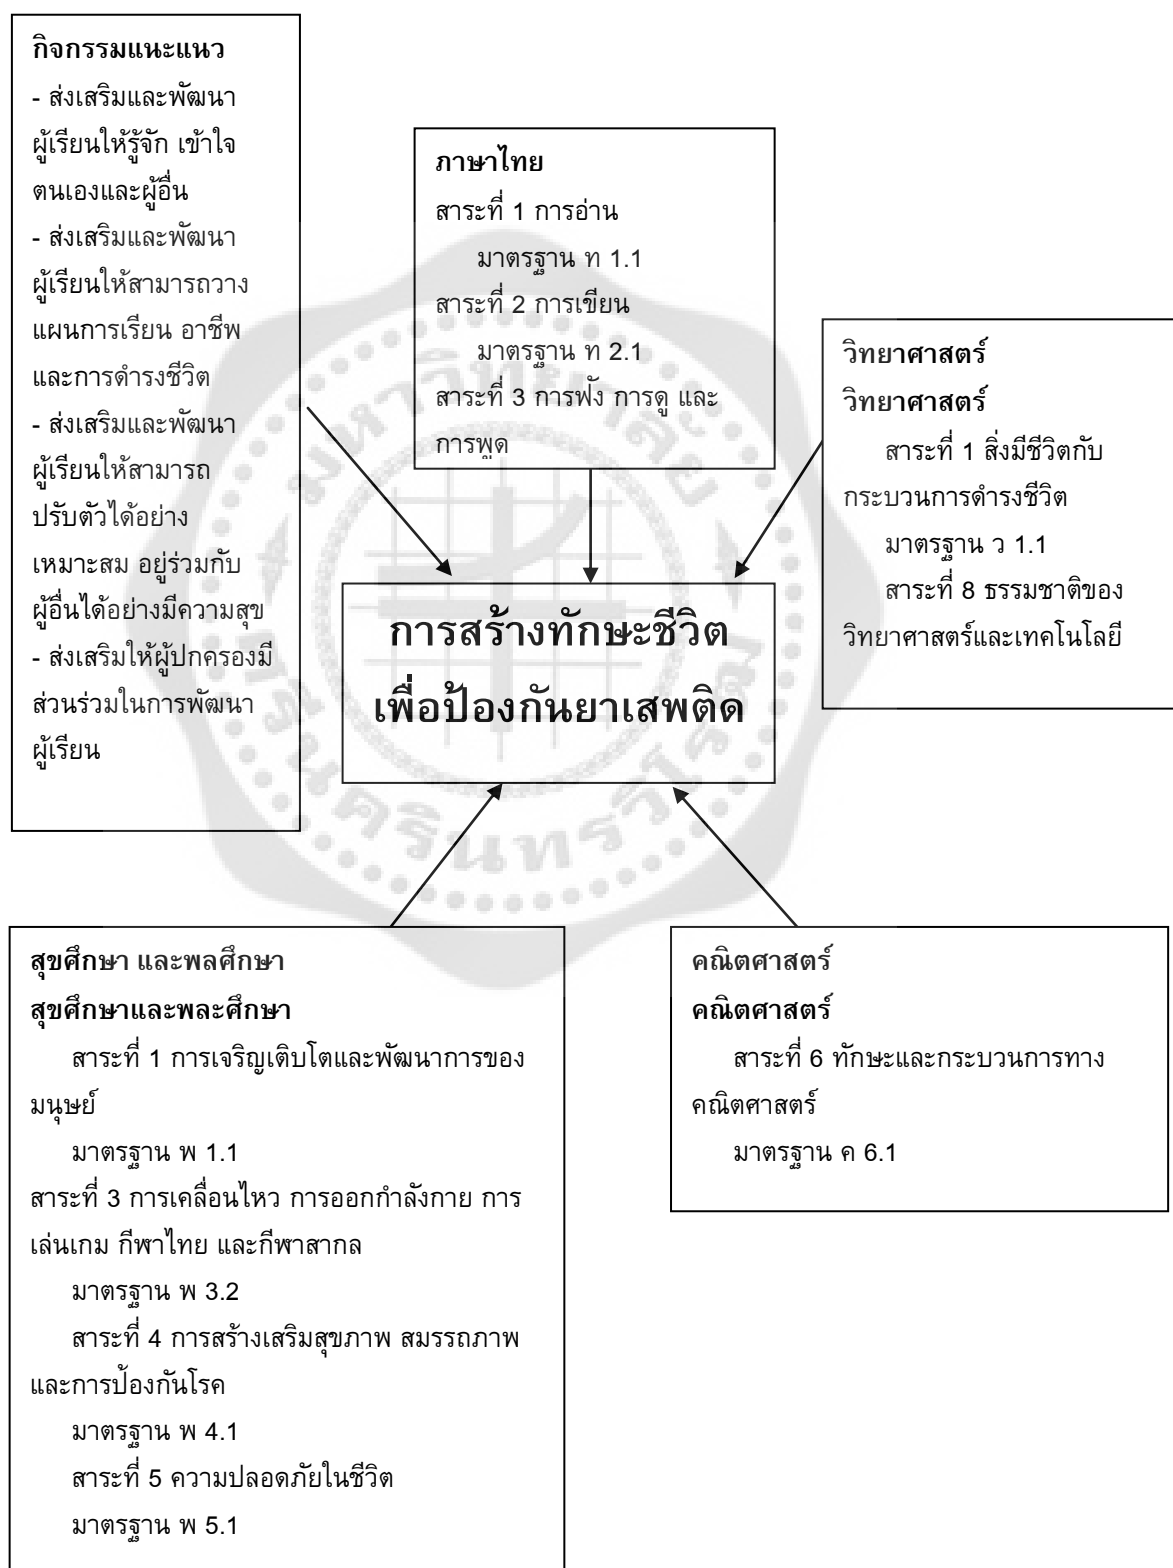 กิจกรรมแนะแนว
- ส่งเสริมและพัฒนา
ผู้เรียนให้รู้จัก เข้าใจ
ตนเองและผู้อื่น
- ส่งเสริมและพัฒนา
ผู้เรียนให้สามารถวาง
แผนการเรียน อาชีพ
และการดำรงชีวิต
- ส่งเสริมและพัฒนา
ผู้เรียนให้สามารถ
ปรับตัวได้อย่าง
เหมาะสม อยู่ร่วมกับ
ผู้อื่นได้อย่างมีความสุข
- ส่งเสริมให้ผู้ปกครองมี
ส่วนร่วมในการพัฒนา
ผู้เรียน
ภาษาไทย
สาระที่ 1 การอ่าน
มาตรฐาน ท 1.1
สาระที่ 2 การเขียน
มาตรฐาน ท 2.1
สาระที่ 3 การฟัง การดู และ
การพูด
วิทยาศาสตร์
วิทยาศาสตร์
สาระที่ 1 สิ่งมีชีวิตกับ
กระบวนการดำรงชีวิต
มาตรฐาน ว 1.1
สาระที่ 8 ธรรมชาติของ
วิทยาศาสตร์และเทคโนโลยี
การสร้างทักษะชีวิต
เพื่อป้องกันยาเสพติด
สุขศึกษา และพลศึกษา
สุขศึกษาและพละศึกษา
สาระที่ 1 การเจริญเติบโตและพัฒนาการของ
มนุษย์
มาตรฐาน พ 1.1
สาระที่ 3 การเคลื่อนไหว การออกกำลังกาย การ
เล่นเกม กีฬาไทย และกีฬาสากล
มาตรฐาน พ 3.2
สาระที่ 4 การสร้างเสริมสุขภาพ สมรรถภาพ
และการป้องกันโรค
มาตรฐาน พ 4.1
สาระที่ 5 ความปลอดภัยในชีวิต
มาตรฐาน พ 5.1
คณิตศาสตร์
คณิตศาสตร์
สาระที่ 6 ทักษะและกระบวนการทาง
คณิตศาสตร์
มาตรฐาน ค 6.1
มหาวิทยาลัย
ศรีนครินทรวิโรฒ